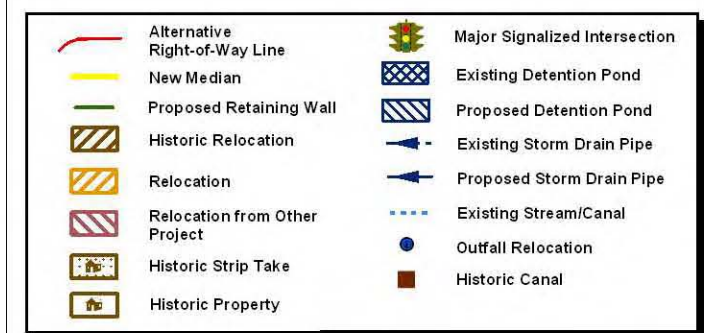 Alternative
Right-of-Way Line
New Median
Proposed Retaining Wall
Historic Relocation
Relocation
Relocation from Other
Project
Historic Strip Take
Historic Property
Major Signalized Intersection
Existing Detention Pond
Proposed Detention Pond
Existing Storm Drain Pipe
Proposed Storm Drain Pipe
Existing Stream/Canal
Outfall Relocation
Historic Canal